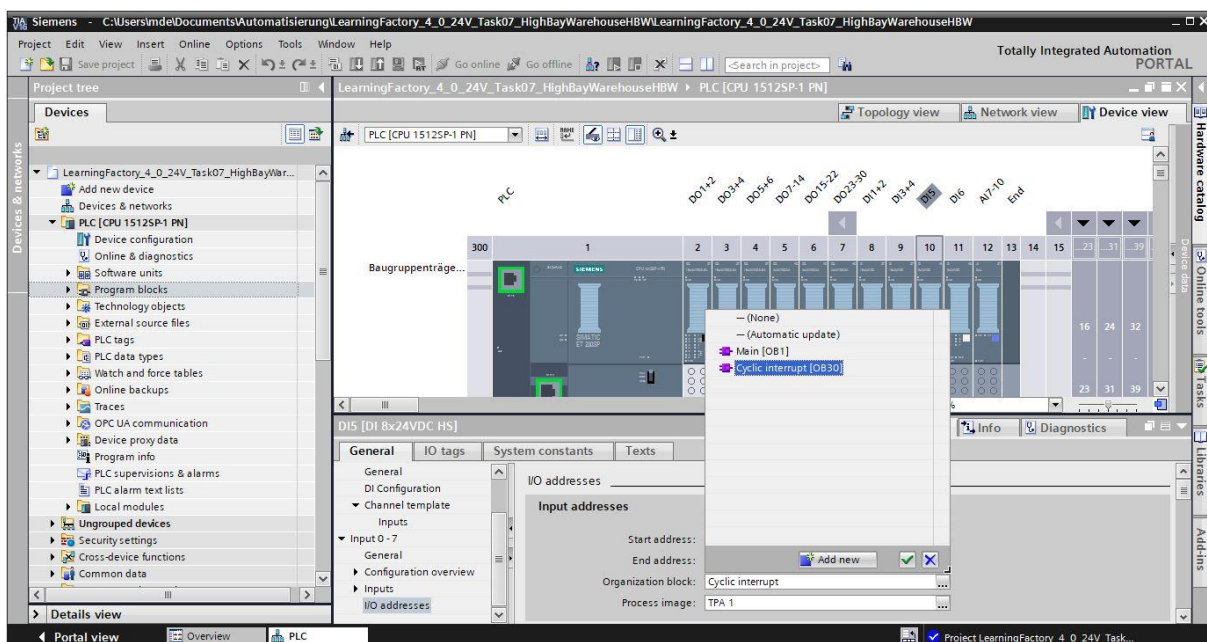 Siemens - C:\Users\mde\Documents\Automatisierung\LearningFactory_4_0_24V_Task07_HighBayWarehouseHBW\LearningFactory_4_0_24V_Task07_HighBayWarehouseHBW
Project Edit View Insert Online Options Tools Window Help
Totally Integrated Automation
PORTAL
Save project Go online Go offline <Search in project>
Project tree
LearningFactory_4_0_24V_Task07_HighBayWarehouseHBW PLC [CPU 1512SP-1 PN]
Devices
Topology view Network view Device view
PLC [CPU 1512SP-1 PN]
Devices & networks
LearningFactory_4_0_24V_Task07_HighBayWar...
Add new device
Devices & networks
PLC [CPU 1512SP-1 PN]
Device configuration
Online & diagnostics
Software units
Program blocks
Technology objects
External source files
PLC tags
PLC data types
Watch and force tables
Online backups
Traces
OPC UA communication
Device proxy data
Program info
PLC supervisions & alarms
PLC alarm text lists
Local modules
Ungrouped devices
Security settings
Cross-device functions
Common data
Details view
PLC DO1+2 DO3+4 DO5+6 DO7-14 DO15-22 DO23-30 DI1+2 DI3+4 DI5 DI6 AI7-10 End
300 1 2 3 4 5 6 7 8 9 10 11 12 13 14 15 ...23 ...31 ...39
Baugruppenträge...
SIEMENS
SIMATIC
ET 200SP
16 24 32
- - -
23 31 39
— (None)
— (Automatic update)
Main [OB1]
Cyclic interrupt [OB30]
Add new
DI5 [DI 8x24VDC HS]
Info Diagnostics
General IO tags System constants Texts
General
DI Configuration
Channel template
Inputs
Input 0 - 7
General
Configuration overview
Inputs
I/O addresses
I/O addresses
Input addresses
Start address:
End address:
Organization block: Cyclic interrupt ...
Process image: TPA 1 ...
Device data
Hardware catalog
Online tools
Tasks
Libraries
Add-ins
Portal view Overview PLC
Project LearningFactory_4_0_24V_Task...